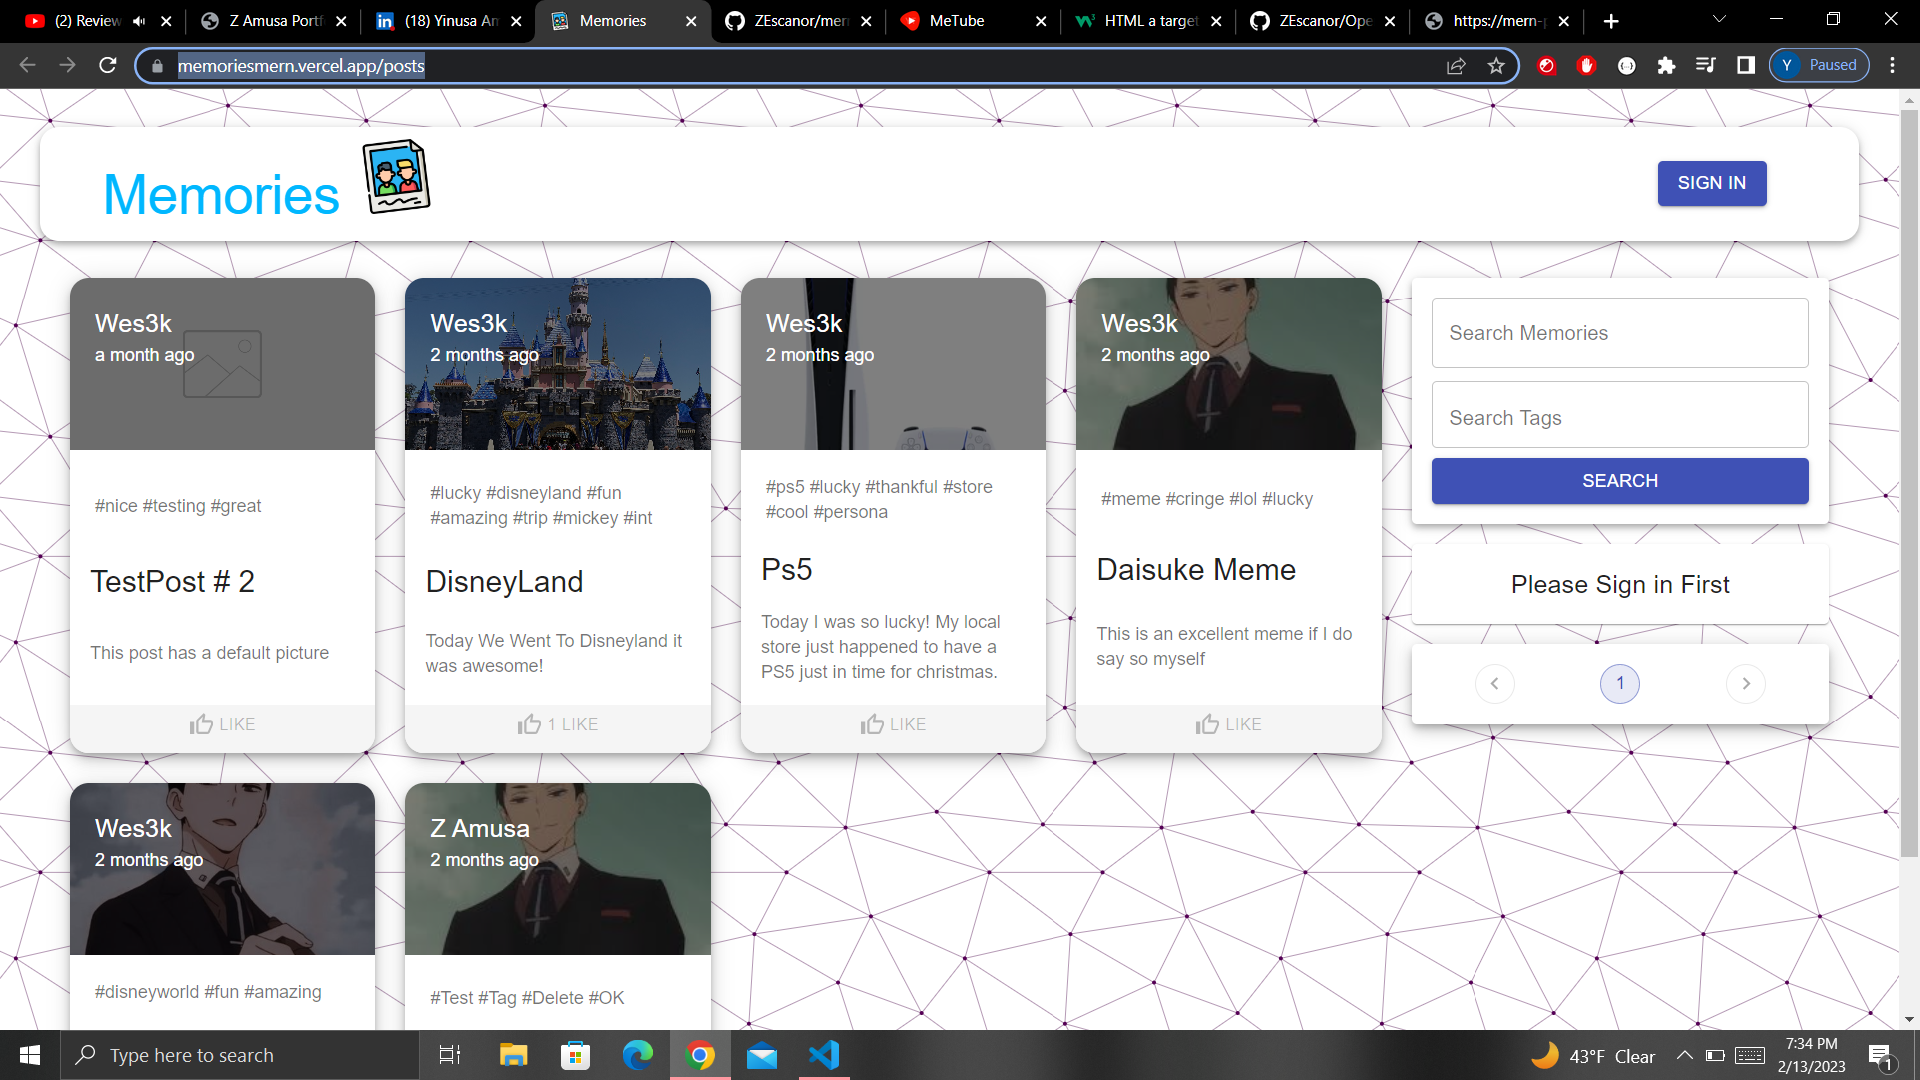 (2) Review
Z Amusa Portf
(18) Yinusa Am
Memories
ZEscanor/mern
MeTube
HTML a target
ZEscanor/Ope
https://mern-p
memoriesmern.vercel.app/posts
Y Paused
Memories
SIGN IN
Wes3k
a month ago
#nice #testing #great
TestPost # 2
This post has a default picture
LIKE
Wes3k
2 months ago
#lucky #disneyland #fun
#amazing #trip #mickey #int
DisneyLand
Today We Went To Disneyland it
was awesome!
1 LIKE
Wes3k
2 months ago
#ps5 #lucky #thankful #store
#cool #persona
Ps5
Today I was so lucky! My local
store just happened to have a
PS5 just in time for christmas.
LIKE
Wes3k
2 months ago
#meme #cringe #lol #lucky
Daisuke Meme
This is an excellent meme if I do
say so myself
LIKE
Search Memories
Search Tags
SEARCH
Please Sign in First
1
Wes3k
2 months ago
#disneyworld #fun #amazing
Z Amusa
2 months ago
#Test #Tag #Delete #OK
Type here to search
43°F Clear
7:34 PM
2/13/2023
1